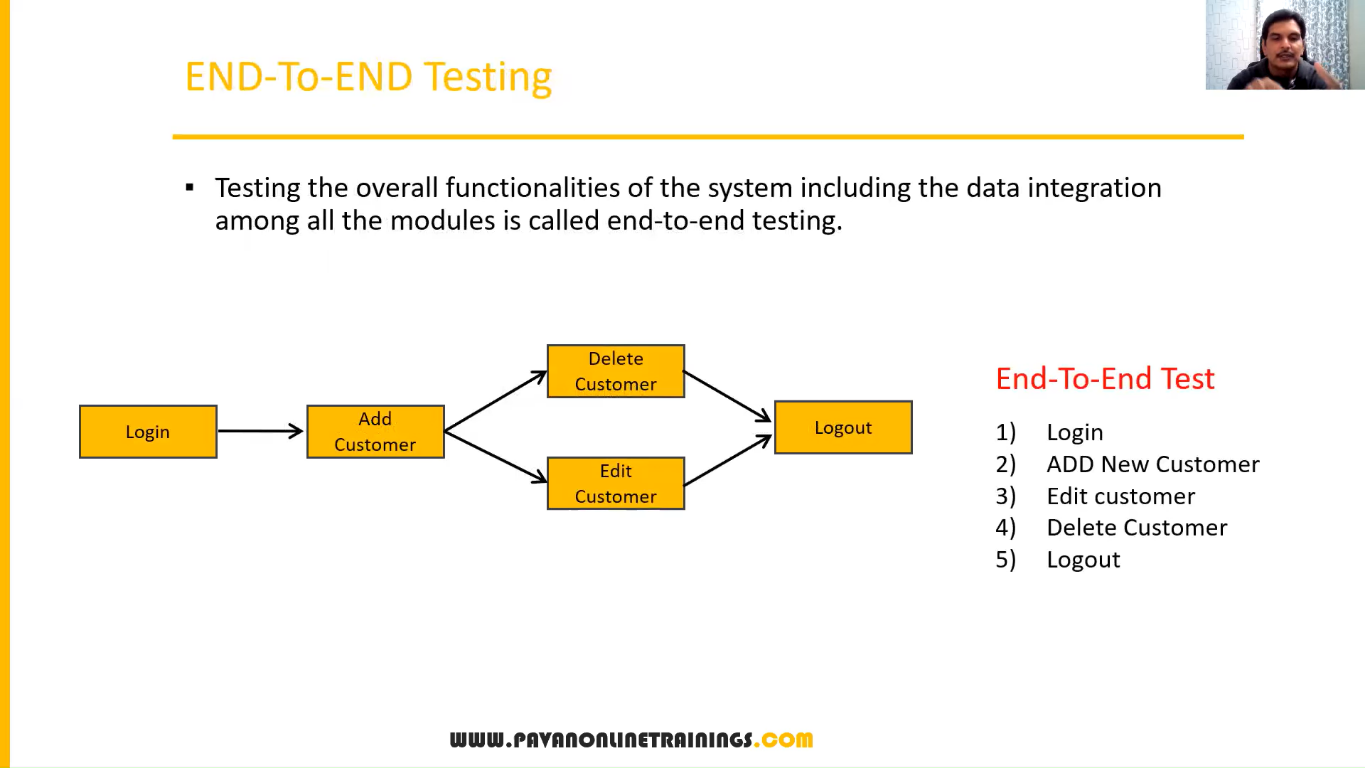 END-To-END Testing
▪ Testing the overall functionalities of the system including the data integration
among all the modules is called end-to-end testing.
Login
Add
Customer
Delete
Customer
Edit
Customer
Logout
End-To-End Test
1) Login
2) ADD New Customer
3) Edit customer
4) Delete Customer
5) Logout
WWW.PAVANONLINETRAININGS.COM